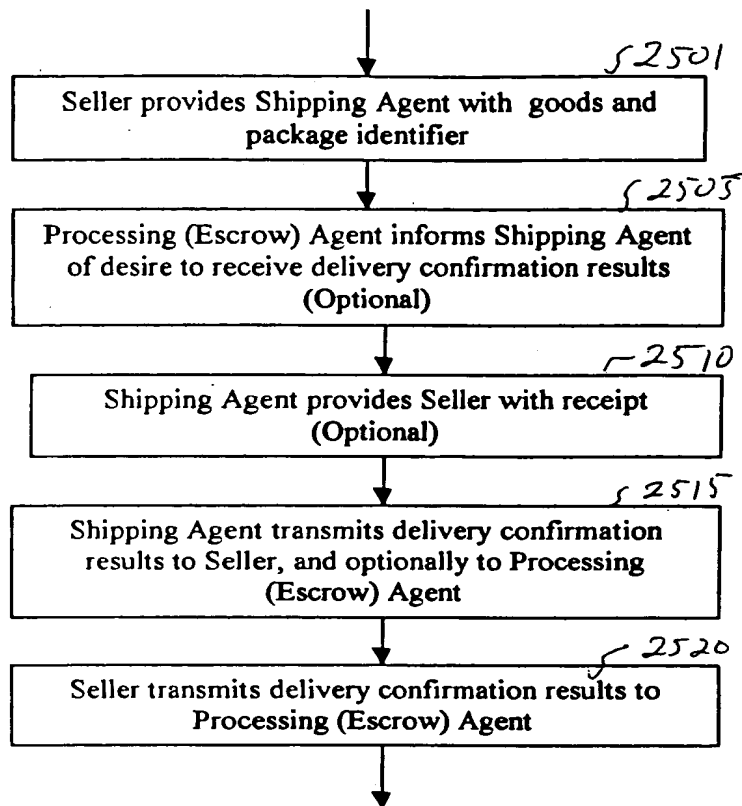 2501
Seller provides Shipping Agent with goods and
package identifier
2505
Processing (Escrow) Agent informs Shipping Agent
of desire to receive delivery confirmation results
(Optional)
2510
Shipping Agent provides Seller with receipt
(Optional)
2515
Shipping Agent transmits delivery confirmation
results to Seller, and optionally to Processing
(Escrow) Agent
2520
Seller transmits delivery confirmation results to
Processing (Escrow) Agent